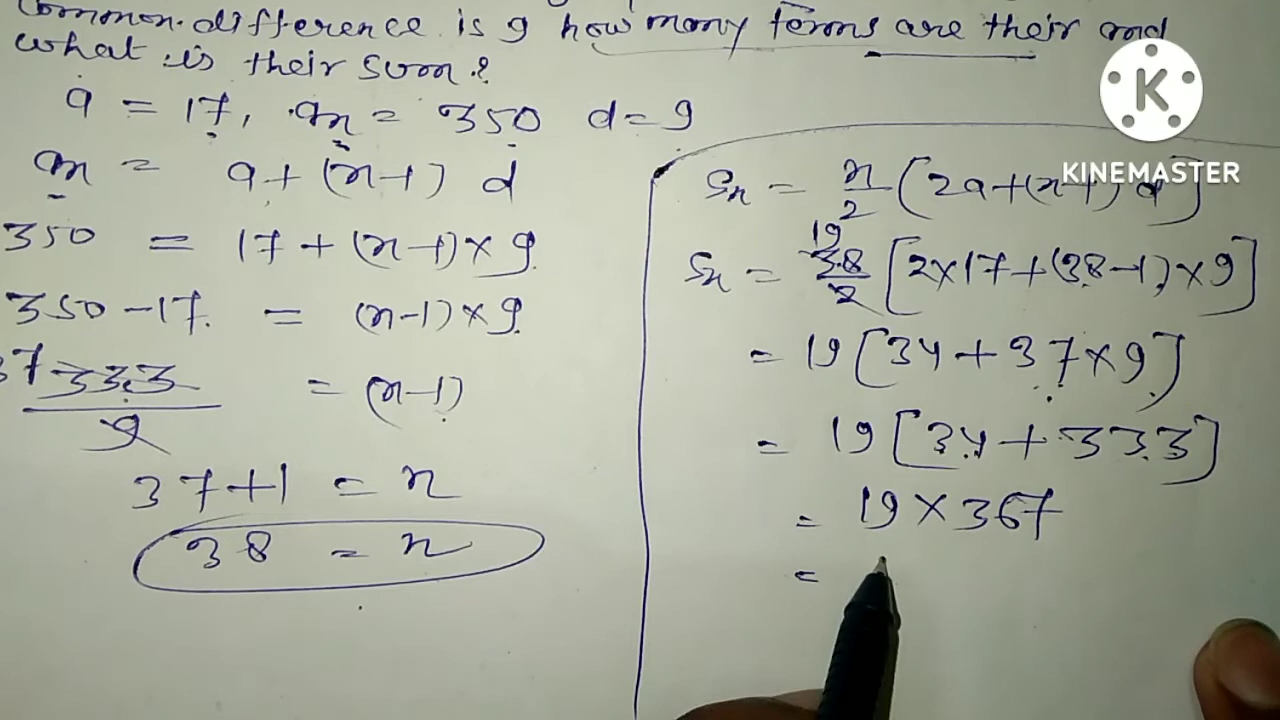 Common difference is 9 how many terms are their and
what is their sum?
a = 17, an = 350 d = 9
an = a + (n-1) d
350 = 17 + (n-1) × 9
350 - 17 = (n-1) × 9
37 333 / 9 = (n-1)
37 + 1 = n
38 = n
Sn = n/2 [2a + (n-1) d]
Sn = 19 38/2 [2×17 + (38-1) × 9]
= 19 [34 + 37 × 9]
= 19 [34 + 333]
= 19 × 367
=
K
KINEMASTER